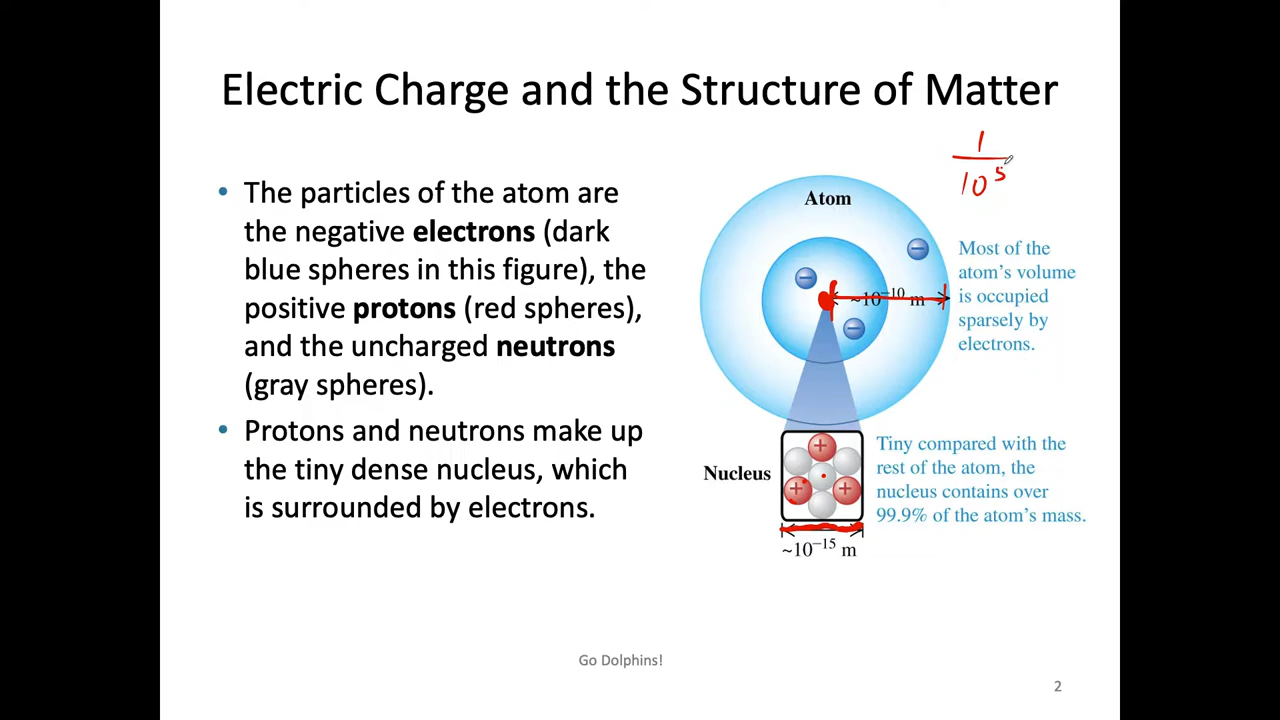 Electric Charge and the Structure of Matter
• The particles of the atom are
the negative electrons (dark
blue spheres in this figure), the
positive protons (red spheres),
and the uncharged neutrons
(gray spheres).
• Protons and neutrons make up
the tiny dense nucleus, which
is surrounded by electrons.
1
10⁵
Atom
−
−
~10⁻¹⁰ m
−
Most of the
atom’s volume
is occupied
sparsely by
electrons.
Nucleus
+
+ +
~10⁻¹⁵ m
Tiny compared with the
rest of the atom, the
nucleus contains over
99.9% of the atom’s mass.
Go Dolphins!
2